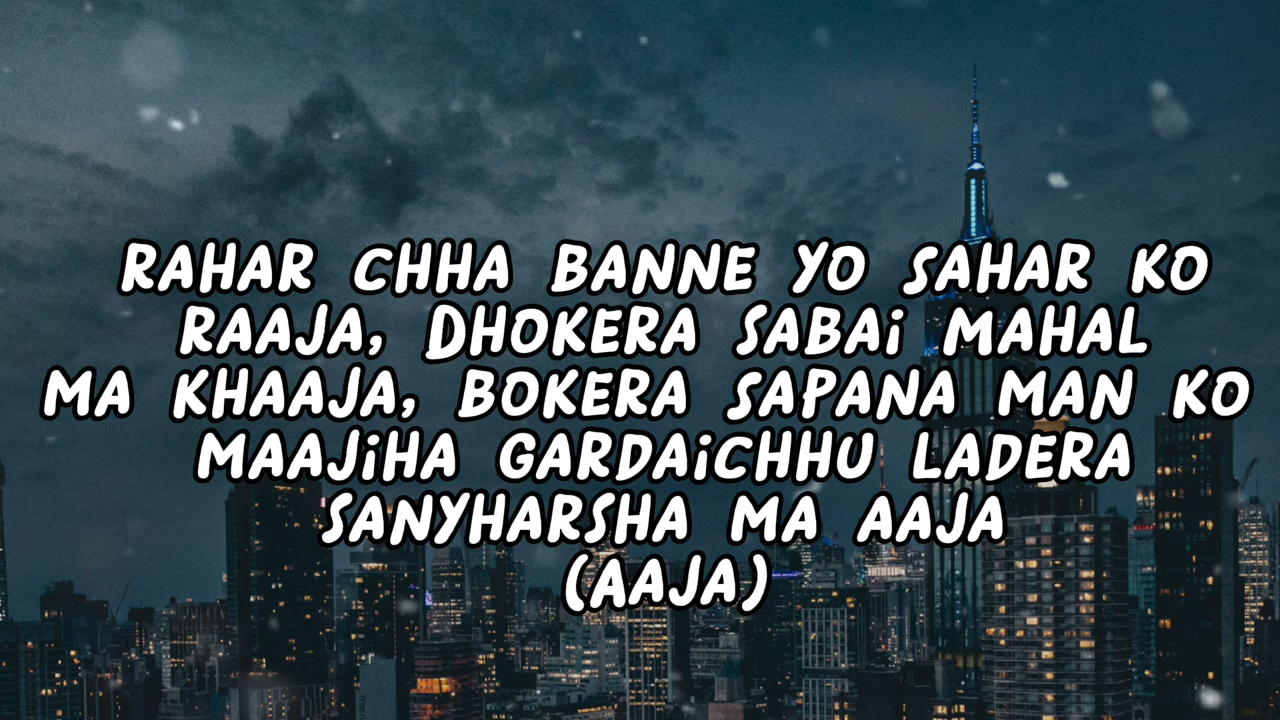 RAHAR CHHA BANNE YO SAHAR KO
RAAJA, DHOKERA SABAi MAHAL
MA KHAAJA, BOKERA SAPANA MAN KO
MAAJiHA GARDAiCHHU LADERA
SANYHARSHA MA AAJA
(AAJA)